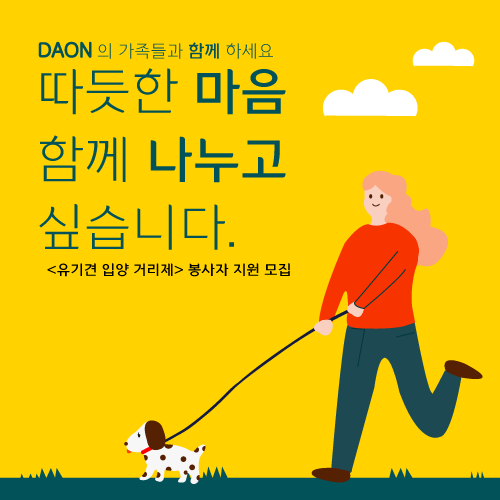 DAON 의 가족들과 함께 하세요
따듯한 마음
함께 나누고
싶습니다.
<유기견 입양 거리제> 봉사자 지원 모집